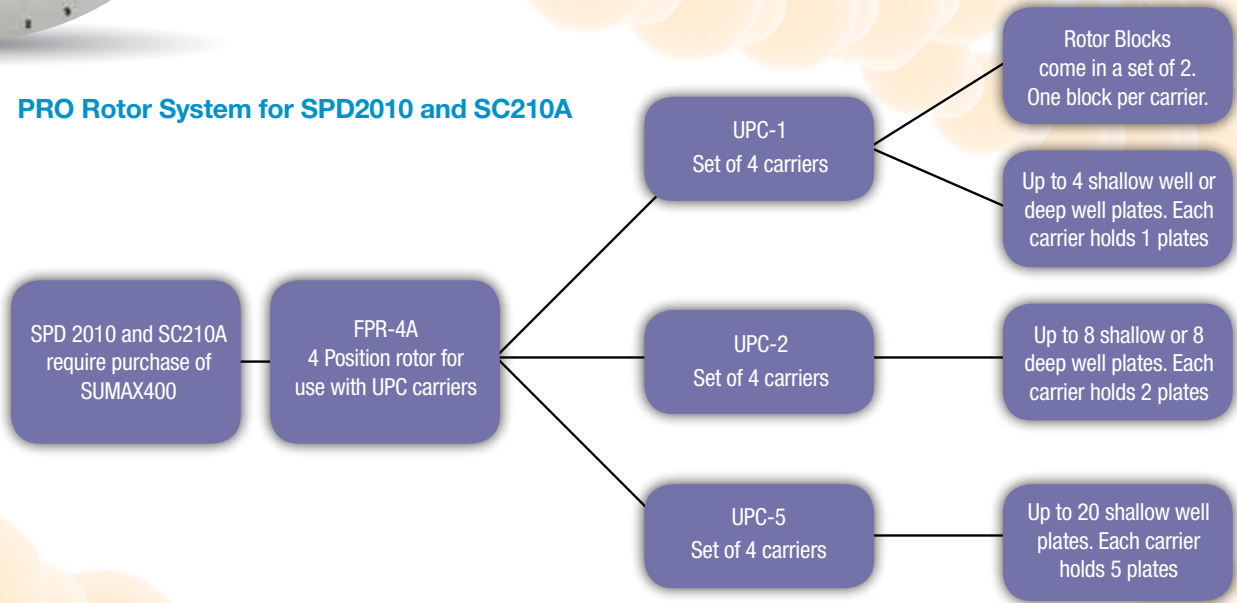 PRO Rotor System for SPD2010 and SC210A
SPD 2010 and SC210A
require purchase of
SUMAX400
FPR-4A
4 Position rotor for
use with UPC carriers
UPC-1
Set of 4 carriers
Rotor Blocks
come in a set of 2.
One block per carrier.
Up to 4 shallow well or
deep well plates. Each
carrier holds 1 plates
UPC-2
Set of 4 carriers
Up to 8 shallow or 8
deep well plates. Each
carrier holds 2 plates
UPC-5
Set of 4 carriers
Up to 20 shallow well
plates. Each carrier
holds 5 plates